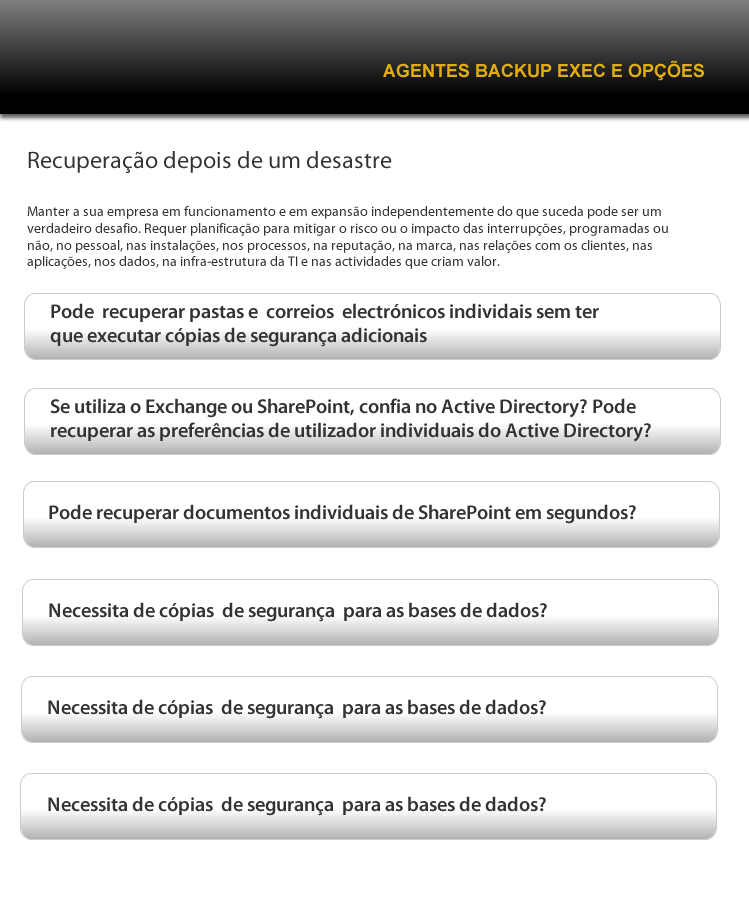 AGENTES BACKUP EXEC E OPÇÕES
Recuperação depois de um desastre
Manter a sua empresa em funcionamento e em expansão independentemente do que suceda pode ser um
verdadeiro desafio. Requer planificação para mitigar o risco ou o impacto das interrupções, programadas ou
não, no pessoal, nas instalações, nos processos, na reputação, na marca, nas relações com os clientes, nas
aplicações, nos dados, na infra-estrutura da TI e nas actividades que criam valor.
Pode  recuperar pastas e  correios  electrónicos individais sem ter
que executar cópias de segurança adicionais
Se utiliza o Exchange ou SharePoint, confia no Active Directory? Pode
recuperar as preferências de utilizador individuais do Active Directory?
Pode recuperar documentos individuais de SharePoint em segundos?
Necessita de cópias  de segurança  para as bases de dados?
Necessita de cópias  de segurança  para as bases de dados?
Necessita de cópias  de segurança  para as bases de dados?